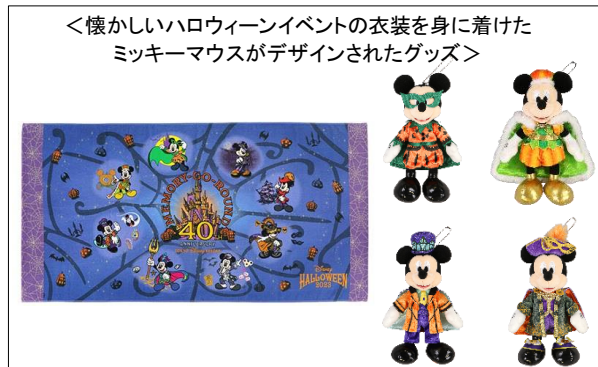 ＜懐かしいハロウィーンイベントの衣装を身に着けた
ミッキーマウスがデザインされたグッズ＞
MEMORY-GO-ROUND
40
ANNIVERSARY
Disney
HALLOWEEN
2023